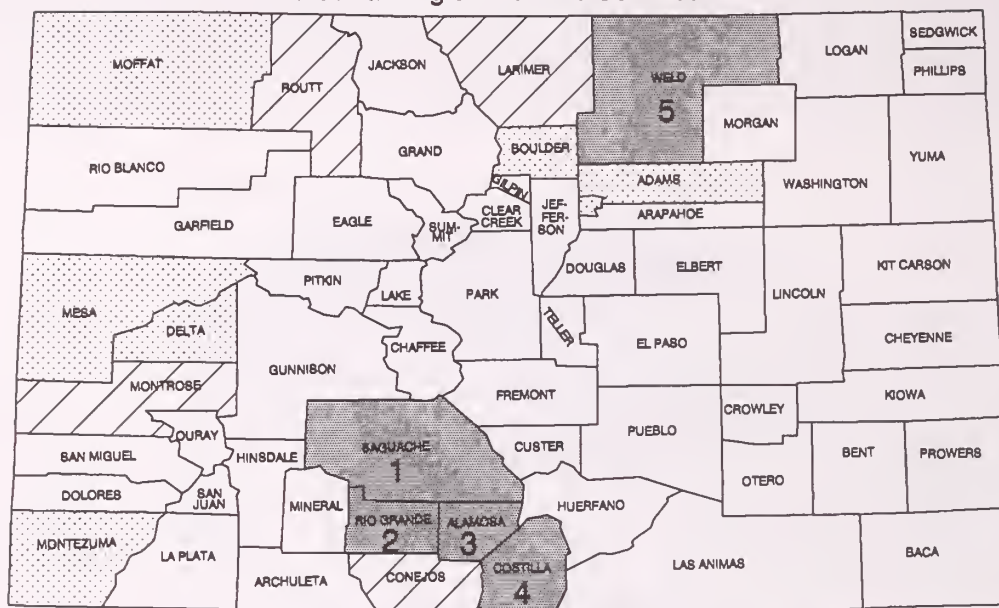 MOFFAT
ROUTT
JACKSON
LARIMER
WELD
5
LOGAN
SEDGWICK
PHILLIPS
MORGAN
RIO BLANCO
GRAND
BOULDER
YUMA
GILPIN
ADAMS
WASHINGTON
GARFIELD
EAGLE
SUM-
MIT
CLEAR
CREEK
JEF-
FER-
SON
ARAPAHOE
DOUGLAS
ELBERT
KIT CARSON
PITKIN
LAKE
PARK
LINCOLN
MESA
DELTA
TELLER
EL PASO
CHEYENNE
CHAFFEE
GUNNISON
MONTROSE
FREMONT
KIOWA
CROWLEY
OURAY
SAGUACHE
1
CUSTER
PUEBLO
SAN MIGUEL
HINSDALE
BENT
PROWERS
OTERO
DOLORES
SAN
JUAN
MINERAL
HUERFANO
RIO GRANDE
2
ALAMOSA
3
MONTEZUMA
LA PLATA
COSTILLA
4
LAS ANIMAS
BACA
ARCHULETA
CONEJOS